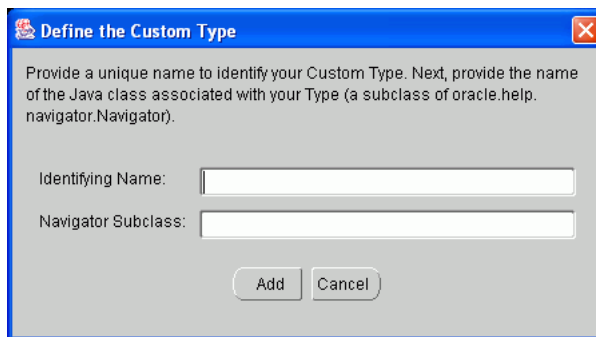 Define the Custom Type
Provide a unique name to identify your Custom Type. Next, provide the name
of the Java class associated with your Type (a subclass of oracle.help.
navigator.Navigator).
Identifying Name:
Navigator Subclass:
Add Cancel